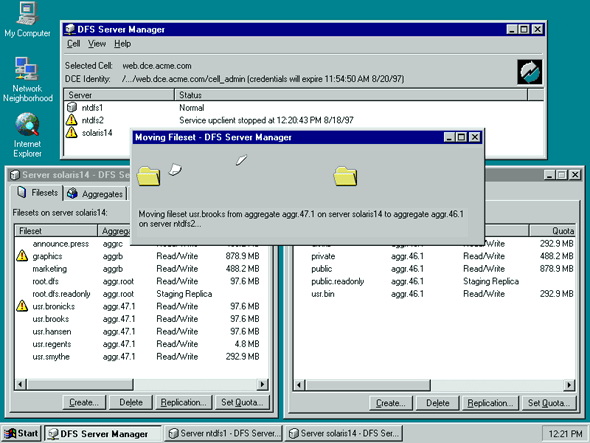 My Computer
Network
Neighborhood
Internet
Explorer
DFS Server Manager
Cell View Help
Selected Cell: web.dce.acme.com
DCE Identity: /.../web.dce.acme.com/cell_admin (credentials will expire 11:54:50 AM 8/20/97)
Server Status
ntdfs1 Normal
ntdfs2 Service upclient stopped at 12:20:43 PM 8/18/97
solaris14
Moving Fileset - DFS Server Manager
Moving fileset usr.brooks from aggregate aggr.47.1 on server solaris14 to aggregate aggr.46.1
on server ntdfs2...
Server solaris14 - DFS Se
Filesets Aggregates
Filesets on server solaris14:
Fileset Aggrega
announce.press aggrc Read/Write 488.2 MB
graphics aggrb Read/Write 878.9 MB
marketing aggrb Read/Write 488.2 MB
root.dfs aggr.root Read/Write 97.6 MB
root.dfs.readonly aggr.root Staging Replica
usr.bronicks aggr.47.1 Read/Write 97.6 MB
usr.brooks aggr.47.1 Read/Write 97.6 MB
usr.hansen aggr.47.1 Read/Write 97.6 MB
usr.regents aggr.47.1 Read/Write 4.8 MB
usr.smythe aggr.47.1 Read/Write 292.9 MB
Create... Delete Replication... Set Quota...
Quota
aggr.46.1 Read/Write 292.9 MB
private aggr.46.1 Read/Write 488.2 MB
public aggr.46.1 Read/Write 878.9 MB
public.readonly aggr.46.1 Staging Replica
usr.bin aggr.46.1 Read/Write 292.9 MB
Create... Delete Replication... Set Quota...
Start DFS Server Manager Server ntdfs1 - DFS Server... Server solaris14 - DFS Ser... 12:21 PM